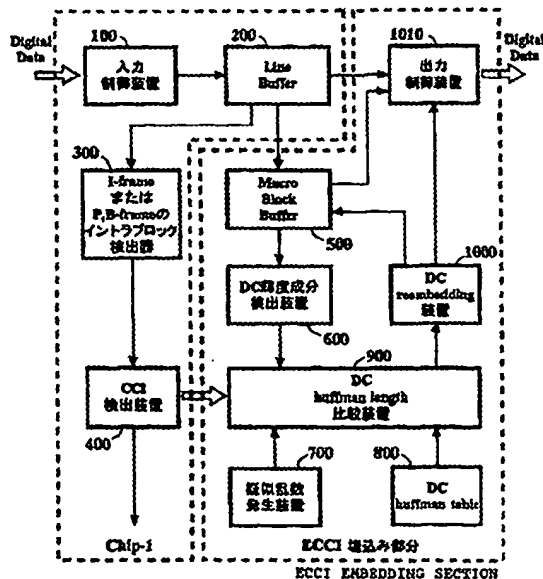 Digital
Data
100
入力
制御装置
200
Line
Buffer
1010
出力
制御装置
Digital
Data
300
I-frame
または
P,B-frameの
イントラブロック
検出器
Macro
Block
Buffer
500
1000
DC
reembedding
装置
DC輝度成分
検出装置
600
CCI
検出装置
400
900
DC
huffman length
比較装置
700
疑似乱数
発生装置
800
DC
huffman table
Chip-1
ECCI 埋込み部分
ECCI EMBEDDING SECTION